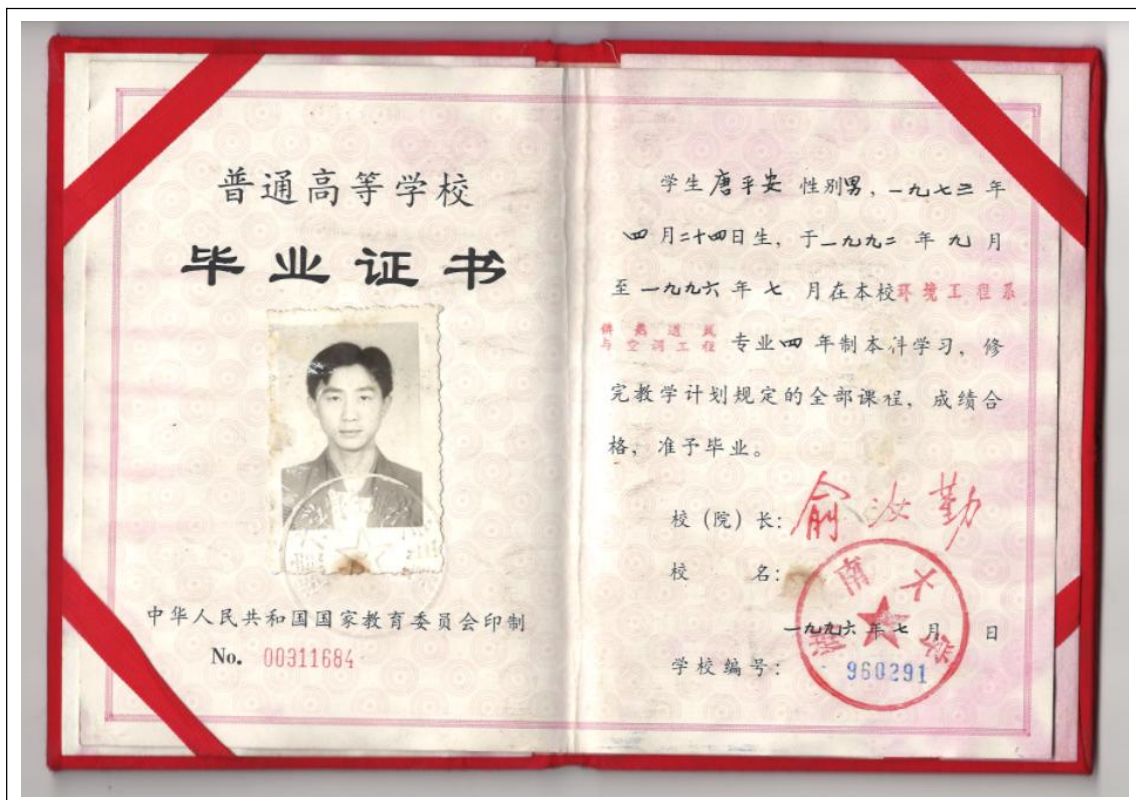 普通高等学校
毕业证书
中华人民共和国国家教育委员会印制
No. 00311684
学生唐平安 性别男，一九七三年
四月二十四日生，于一九九二年九月
至一九九六年七月在本校环境工程系
供热通风
与空调工程 专业四年制本科学习，修
完教学计划规定的全部课程，成绩合
格，准予毕业。
校（院）长：俞汝勤
校 名：
湖南大学
一九九六年七月 日
学校编号：960291